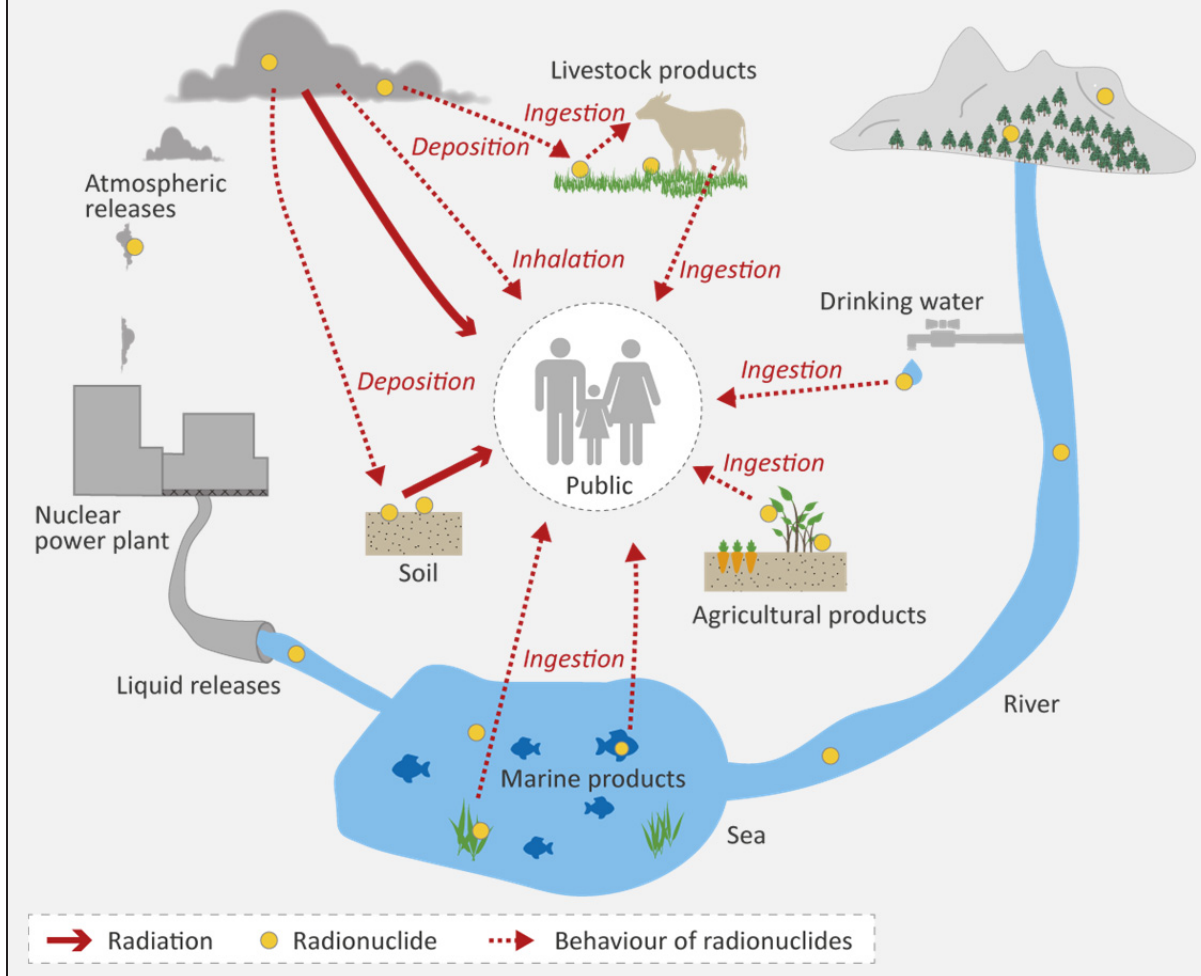 Livestock products
Ingestion
Deposition
Atmospheric
releases
Inhalation
Ingestion
Drinking water
Deposition
Ingestion
Ingestion
Public
Nuclear
power plant
Soil
Agricultural products
Ingestion
Liquid releases
River
Marine products
Sea
Radiation
Radionuclide
Behaviour of radionuclides